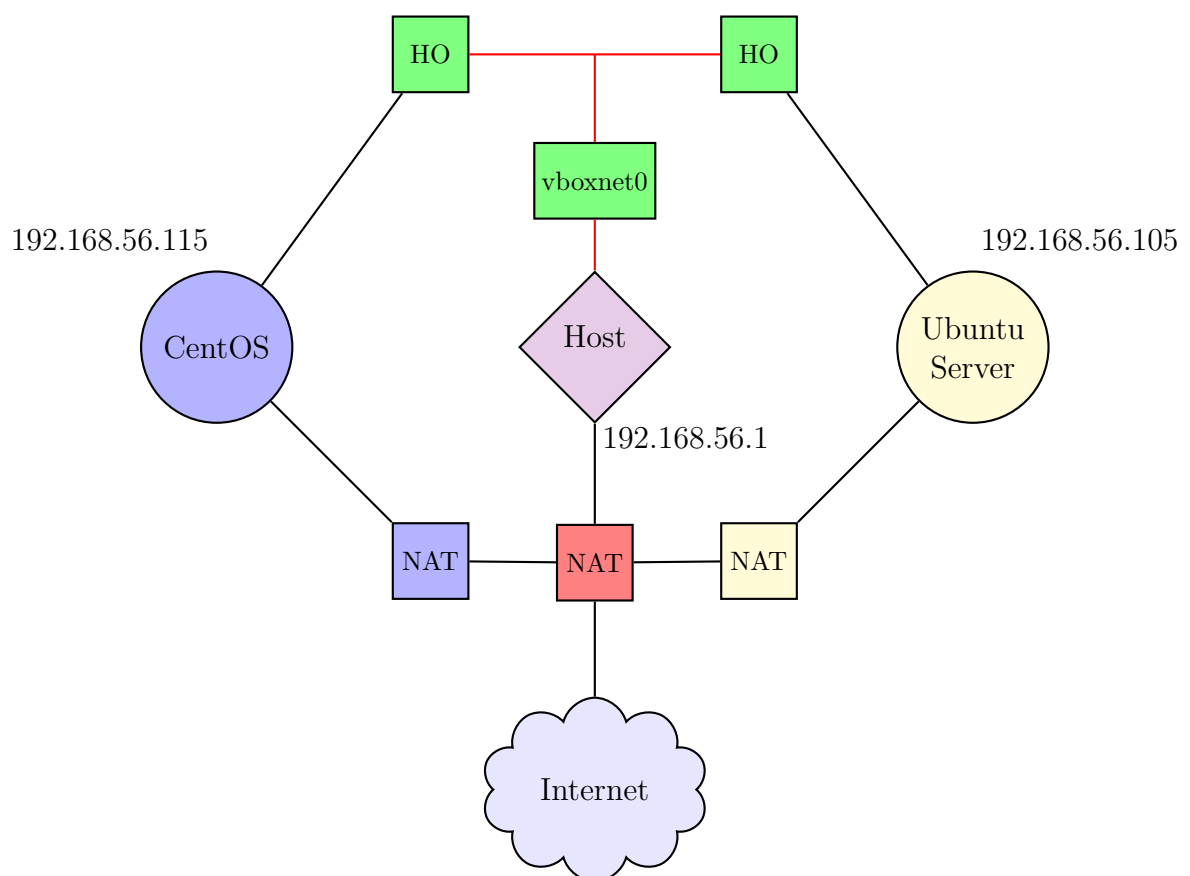 HO
HO
vboxnet0
192.168.56.115
192.168.56.105
CentOS
Host
Ubuntu
Server
192.168.56.1
NAT
NAT
NAT
Internet